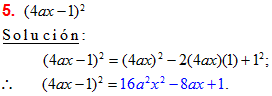 5. (4ax – 1)²
Solución:
(4ax – 1)² = (4ax)² – 2(4ax)(1) + 1²;
∴ (4ax – 1)² = 16a²x² – 8ax + 1.